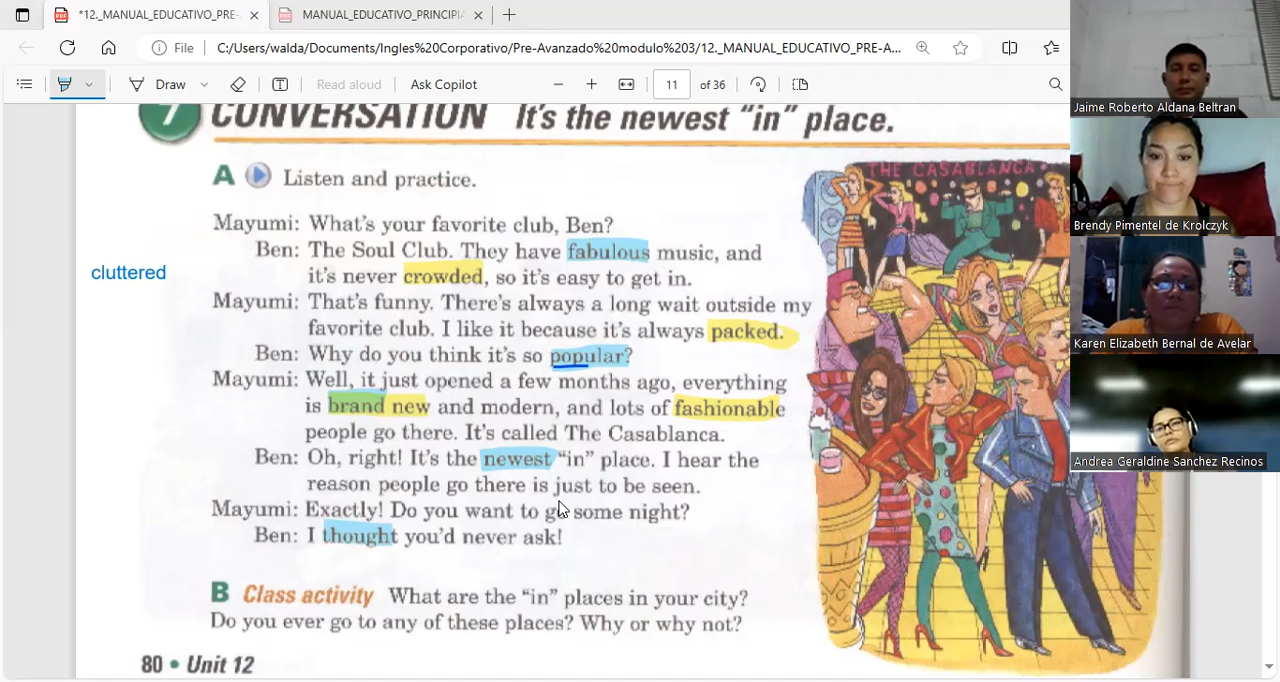 *12._MANUAL_EDUCATIVO_PRE-
MANUAL_EDUCATIVO_PRINCIPIA
File
C:/Users/walda/Documents/Ingles%20Corporativo/Pre-Avanzado%20modulo%203/12._MANUAL_EDUCATIVO_PRE-A...
Draw
Read aloud
Ask Copilot
11
of 36
7 CONVERSATION It's the newest "in" place.
A Listen and practice.
Mayumi: What's your favorite club, Ben?
Ben: The Soul Club. They have fabulous music, and
it's never crowded, so it's easy to get in.
cluttered
Mayumi: That's funny. There's always a long wait outside my
favorite club. I like it because it's always packed.
Ben: Why do you think it's so popular?
Mayumi: Well, it just opened a few months ago, everything
is brand new and modern, and lots of fashionable
people go there. It's called The Casablanca.
Ben: Oh, right! It's the newest "in" place. I hear the
reason people go there is just to be seen.
Mayumi: Exactly! Do you want to go some night?
Ben: I thought you'd never ask!
B Class activity What are the "in" places in your city?
Do you ever go to any of these places? Why or why not?
80 • Unit 12
THE CASABLANCA
Jaime Roberto Aldana Beltran
Brendy Pimentel de Krolczyk
Karen Elizabeth Bernal de Avelar
Andrea Geraldine Sanchez Recinos